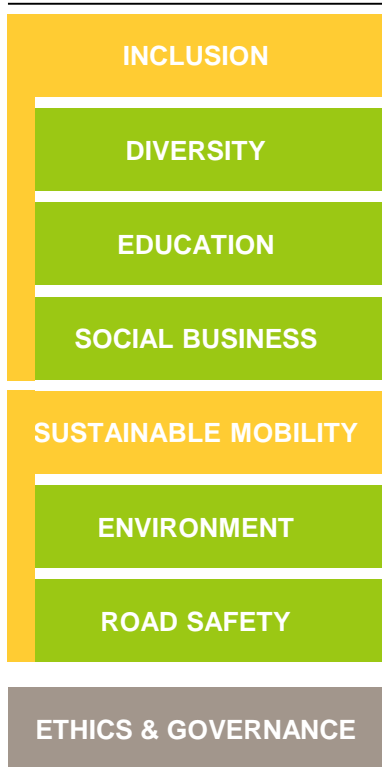 INCLUSION
DIVERSITY
EDUCATION
SOCIAL BUSINESS
SUSTAINABLE MOBILITY
ENVIRONMENT
ROAD SAFETY
ETHICS & GOVERNANCE